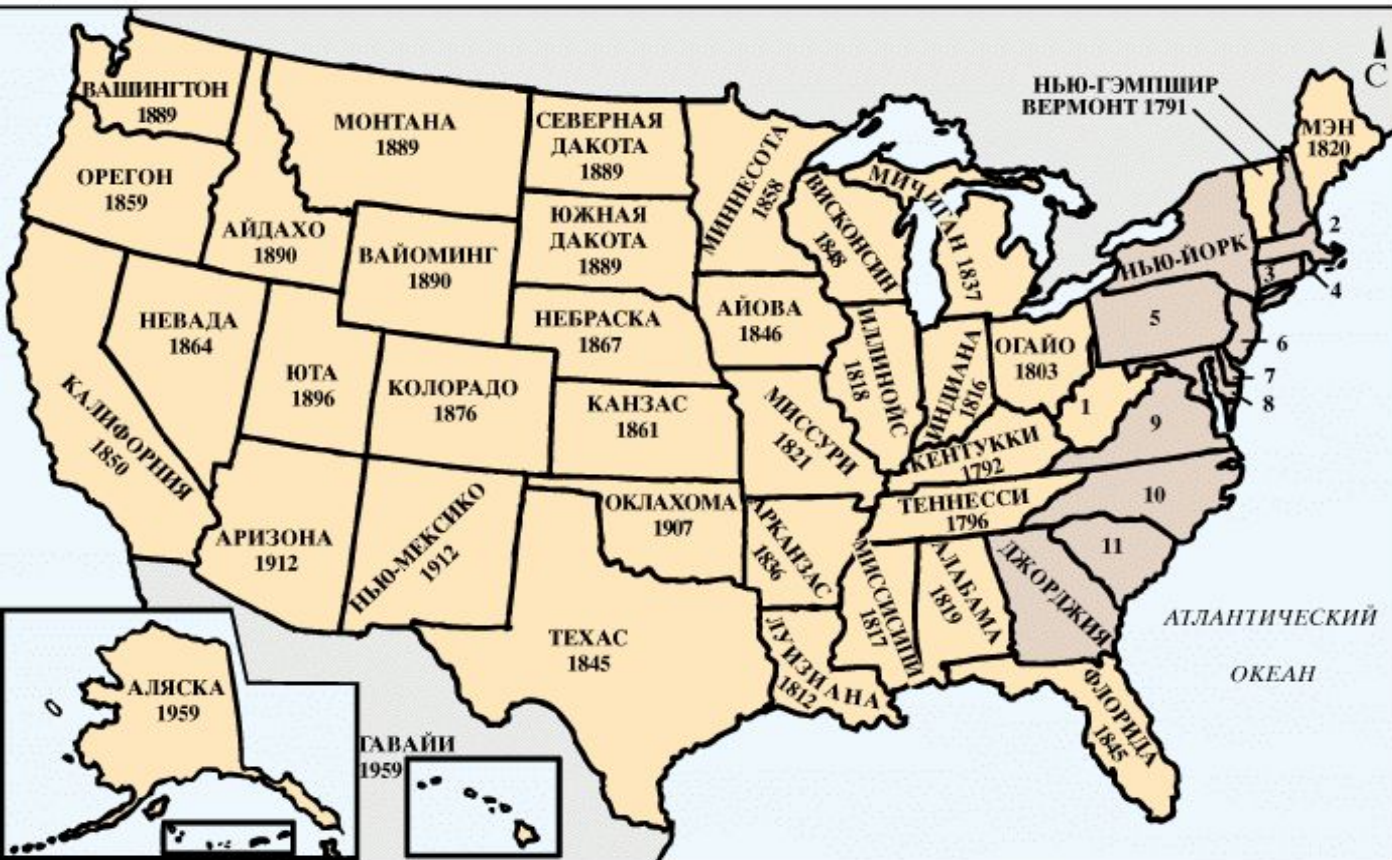 НЬЮ-ГЭМПШИР
ВЕРМОНТ 1791
С
ВАШИНГТОН
1889
МОНТАНА
1889
СЕВЕРНАЯ
ДАКОТА
1889
МИННЕСОТА
1858
МЭН
1820
ОРЕГОН
1859
АЙДАХО
1890
ВАЙОМИНГ
1890
ЮЖНАЯ
ДАКОТА
1889
ВИСКОНСИН
1848
МИЧИГАН 1837
НЬЮ-ЙОРК
2
3
4
НЕВАДА
1864
НЕБРАСКА
1867
АЙОВА
1846
ИЛЛИНОЙС
1818
ИНДИАНА
1816
ОГАЙО
1803
5
6
7
8
КАЛИФОРНИЯ
1850
ЮТА
1896
КОЛОРАДО
1876
КАНЗАС
1861
МИССУРИ
1821
КЕНТУККИ
1792
1
9
АРИЗОНА
1912
НЬЮ-МЕКСИКО
1912
ОКЛАХОМА
1907
АРКАНЗАС
1836
ТЕННЕССИ
1796
10
11
ТЕХАС
1845
ЛУИЗИАНА
1812
МИССИСИПИ
1817
АЛАБАМА
1819
ДЖОРДЖИЯ
ФЛОРИДА
1845
АТЛАНТИЧЕСКИЙ
ОКЕАН
АЛЯСКА
1959
ГАВАЙИ
1959